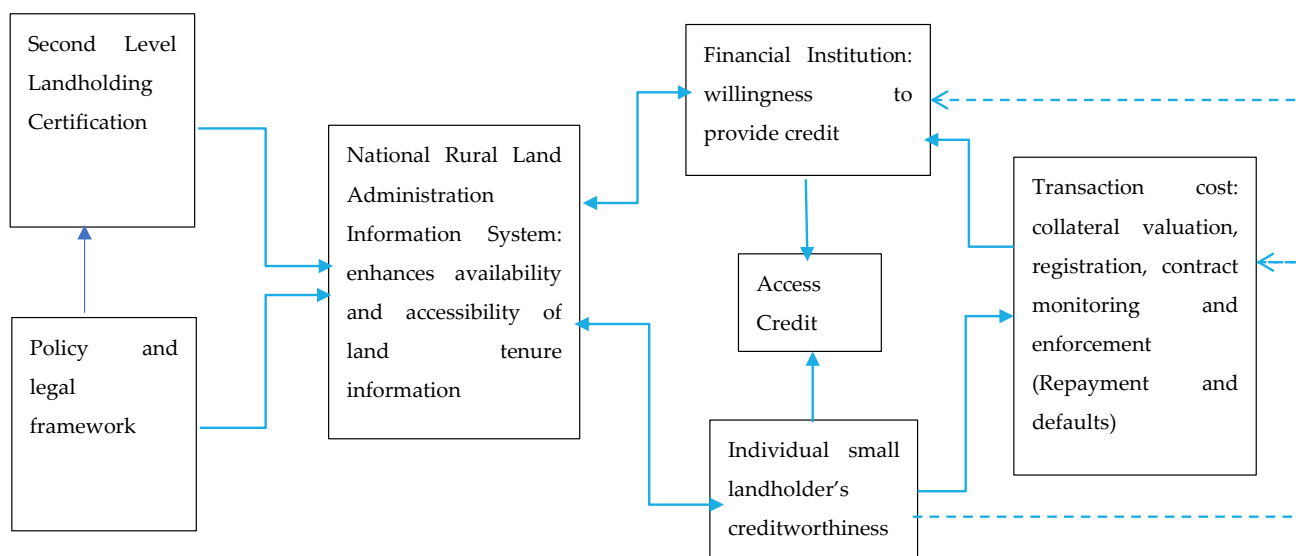 Second Level
Landholding
Certification
Policy and
legal
framework
National Rural Land
Administration
Information System:
enhances availability
and accessibility of
land tenure
information
Financial Institution:
willingness to
provide credit
Access
Credit
Individual small
landholder’s
creditworthiness
Transaction cost:
collateral valuation,
registration, contract
monitoring and
enforcement
(Repayment and
defaults)